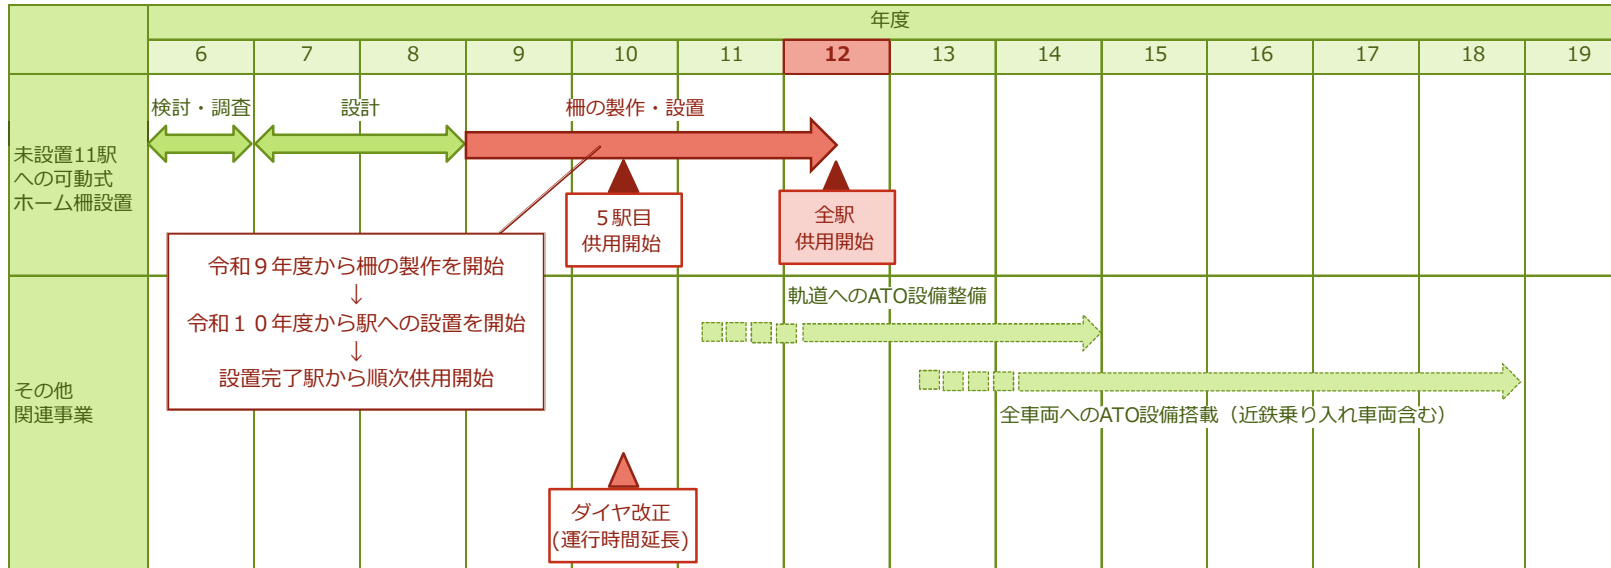 年度
6 7 8 9 10 11 12 13 14 15 16 17 18 19
未設置11駅
への可動式
ホーム柵設置
検討・調査
設計
柵の製作・設置
５駅目
供用開始
全駅
供用開始
令和９年度から柵の製作を開始
↓
令和１０年度から駅への設置を開始
↓
設置完了駅から順次供用開始
その他
関連事業
軌道へのATO設備整備
全車両へのATO設備搭載（近鉄乗り入れ車両含む）
ダイヤ改正
(運行時間延長)